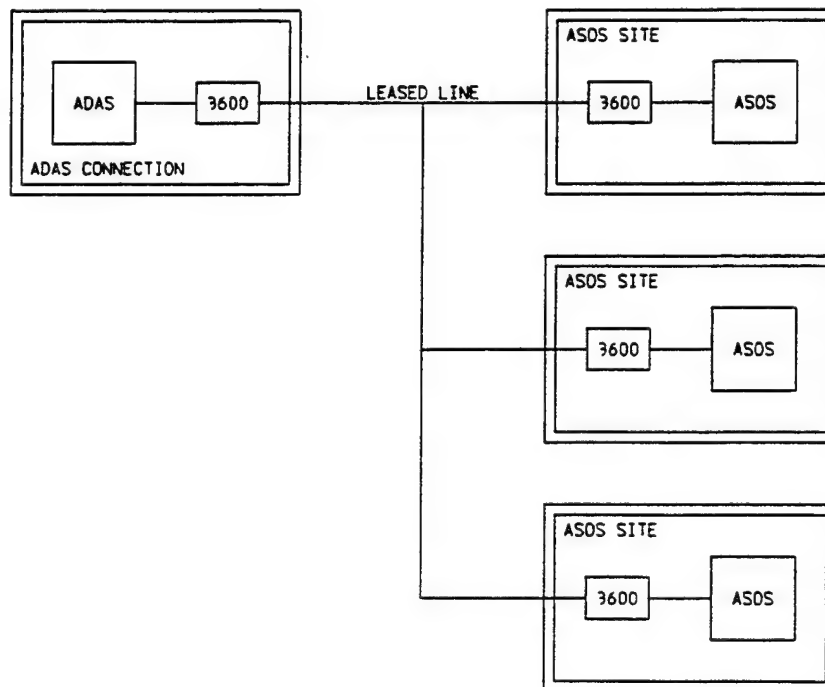 ASOS SITE
ADAS
3600
LEASED LINE
3600
ASOS
ADAS CONNECTION
ASOS SITE
3600
ASOS
ASOS SITE
3600
ASOS